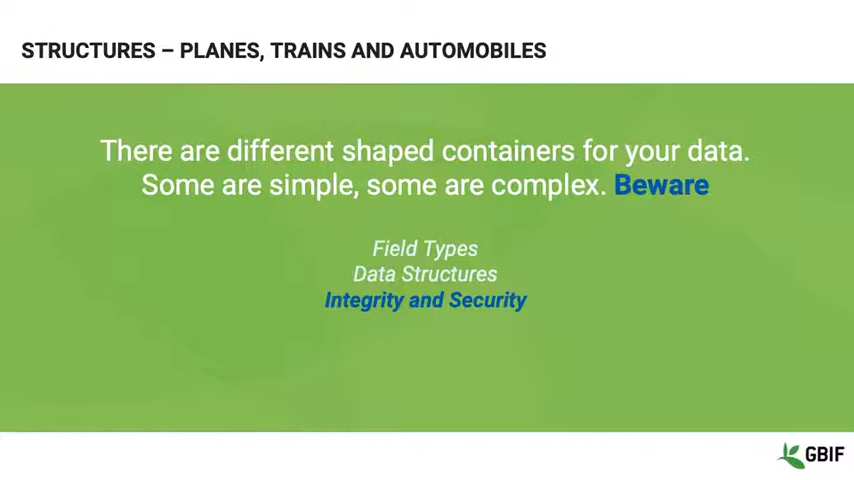 STRUCTURES – PLANES, TRAINS AND AUTOMOBILES
There are different shaped containers for your data.
Some are simple, some are complex. Beware
Field Types
Data Structures
Integrity and Security
GBIF